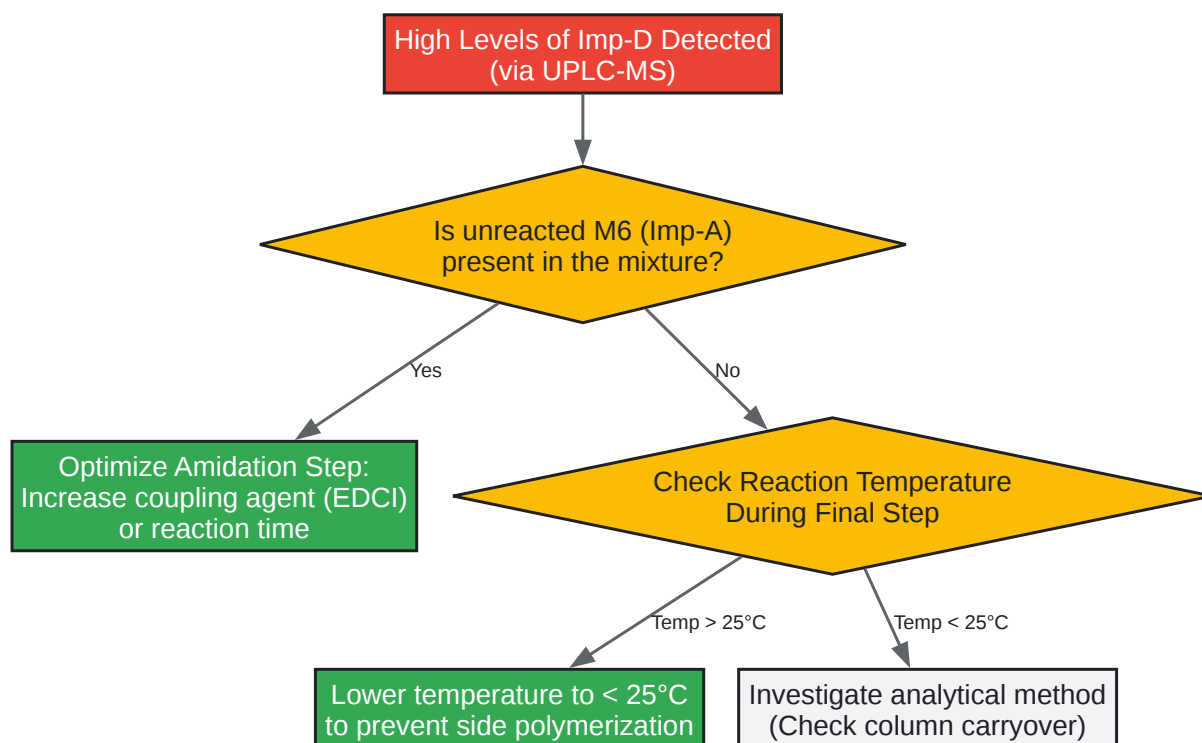 High Levels of Imp-D Detected
(via UPLC-MS)
Is unreacted M6 (Imp-A)
present in the mixture?
Yes
No
Optimize Amidation Step:
Increase coupling agent (EDCI)
or reaction time
Check Reaction Temperature
During Final Step
Temp > 25°C
Temp < 25°C
Lower temperature to < 25°C
to prevent side polymerization
Investigate analytical method
(Check column carryover)